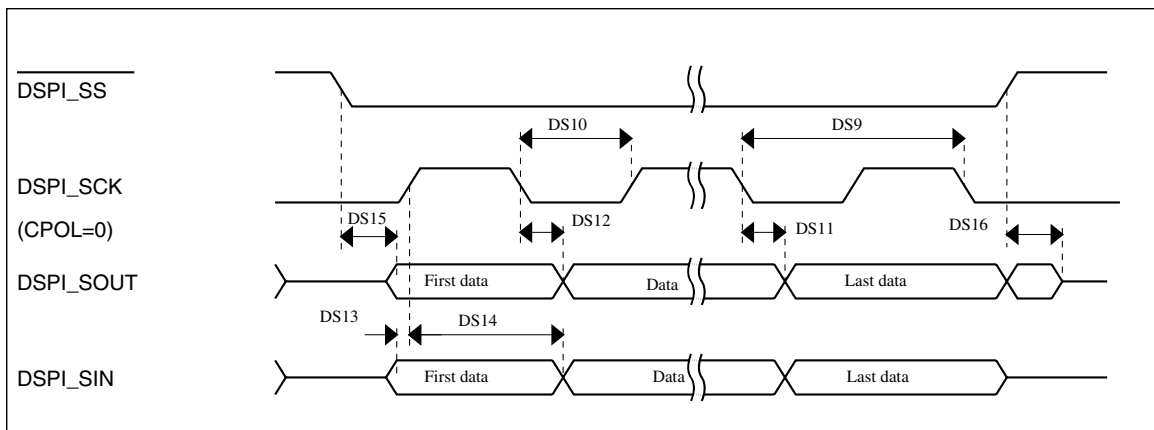 DSPI_SS
DS10
DS9
DSPI_SCK
(CPOL=0)
DS15
DS12
DS11
DS16
DSPI_SOUT
First data
Data
Last data
DS13
DS14
DSPI_SIN
First data
Data
Last data